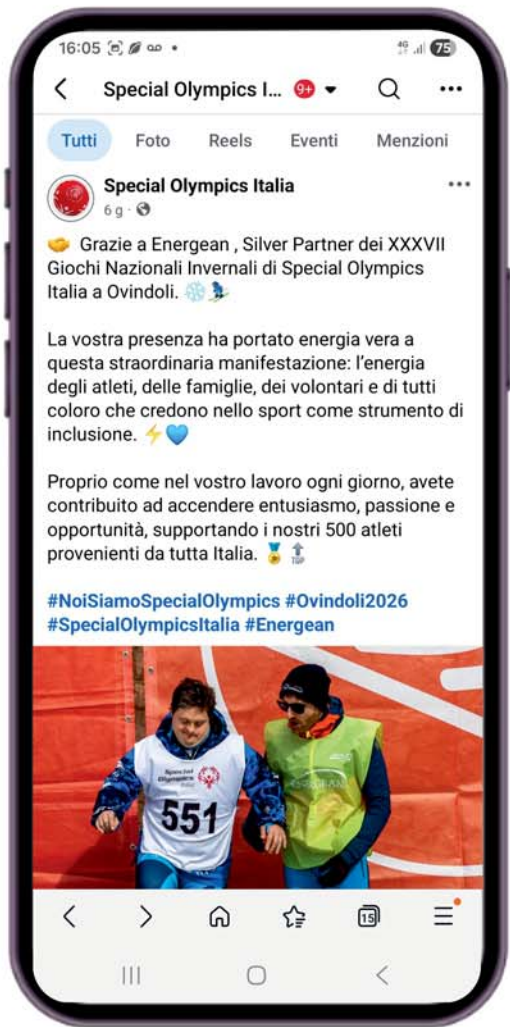 16:05
4G
75
Special Olympics I... 9+
Tutti Foto Reels Eventi Menzioni
Special Olympics Italia
6 g ·
🤝 Grazie a Energean , Silver Partner dei XXXVII
Giochi Nazionali Invernali di Special Olympics
Italia a Ovindoli. ❄️⛷️
La vostra presenza ha portato energia vera a
questa straordinaria manifestazione: l'energia
degli atleti, delle famiglie, dei volontari e di tutti
coloro che credono nello sport come strumento di
inclusione. ⚡💙
Proprio come nel vostro lavoro ogni giorno, avete
contribuito ad accendere entusiasmo, passione e
opportunità, supportando i nostri 500 atleti
provenienti da tutta Italia. 🏅🔝
#NoiSiamoSpecialOlympics #Ovindoli2026
#SpecialOlympicsItalia #Energean
Special
Olympics
551
15